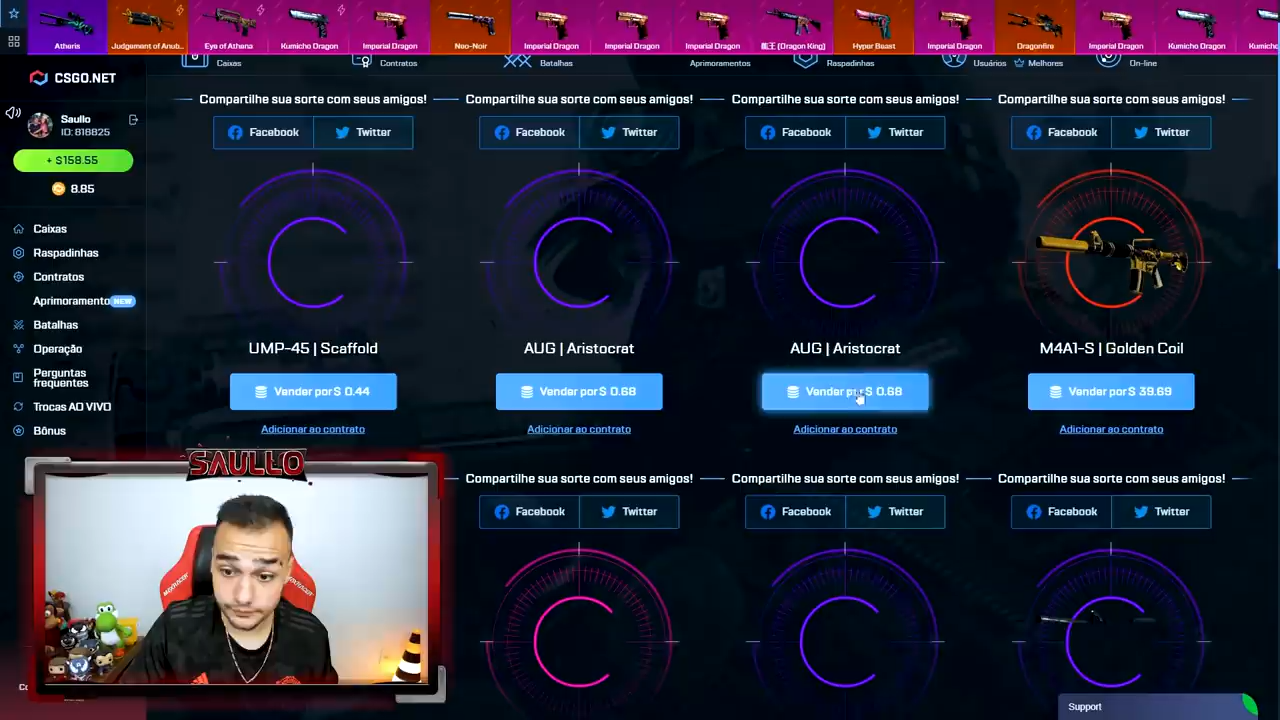 Atheris
Judgement of Anub...
Eye of Athena
Kumicho Dragon
Imperial Dragon
Neo-Noir
Imperial Dragon
Imperial Dragon
Imperial Dragon
龍王 (Dragon King)
Hyper Beast
Imperial Dragon
Dragonfire
Imperial Dragon
Kumicho Dragon
Kumicho
CSGO.NET
Caixas
Contratos
Batalhas
Aprimoramentos
Raspadinhas
Usuários
Melhores
On-line
Saullo
ID: 818825
+ $158.55
8.85
Caixas
Raspadinhas
Contratos
Aprimoramento NEW
Batalhas
Operação
Perguntas
frequentes
Trocas AO VIVO
Bônus
Compartilhe sua sorte com seus amigos!
Facebook
Twitter
UMP-45 | Scaffold
Vender por $ 0.44
Adicionar ao contrato
Compartilhe sua sorte com seus amigos!
Facebook
Twitter
AUG | Aristocrat
Vender por $ 0.68
Adicionar ao contrato
Compartilhe sua sorte com seus amigos!
Facebook
Twitter
AUG | Aristocrat
Vender por $ 0.68
Adicionar ao contrato
Compartilhe sua sorte com seus amigos!
Facebook
Twitter
M4A1-S | Golden Coil
Vender por $ 39.69
Adicionar ao contrato
SAULLO
Compartilhe sua sorte com seus amigos!
Facebook
Twitter
Compartilhe sua sorte com seus amigos!
Facebook
Twitter
Compartilhe sua sorte com seus amigos!
Facebook
Twitter
Support